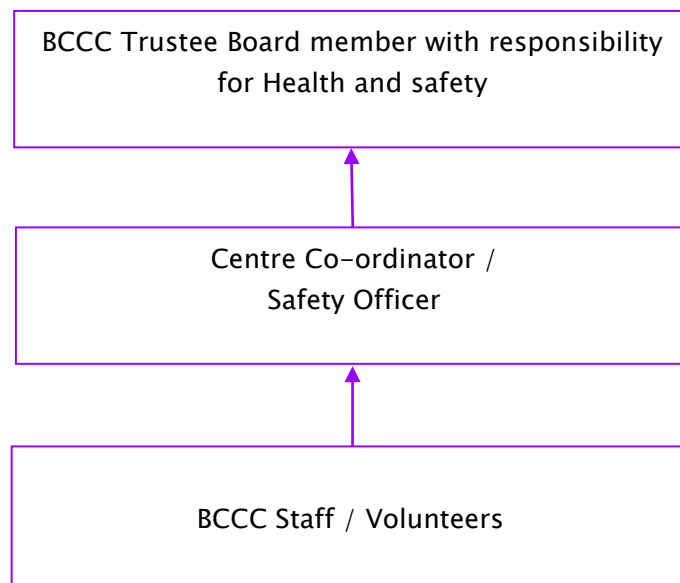 BCCC Trustee Board member with responsibility
for Health and safety
Centre Co-ordinator /
Safety Officer
BCCC Staff / Volunteers